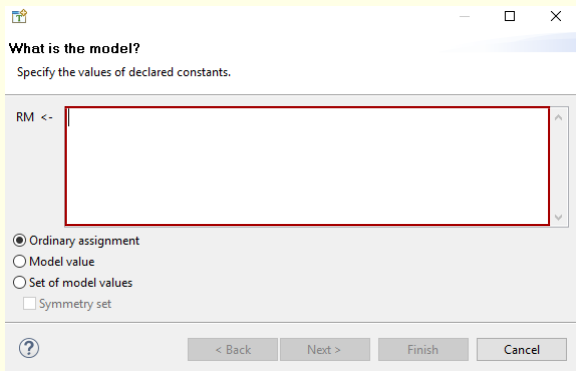 What is the model?
Specify the values of declared constants.
RM <-
Ordinary assignment
Model value
Set of model values
Symmetry set
? < Back Next > Finish Cancel